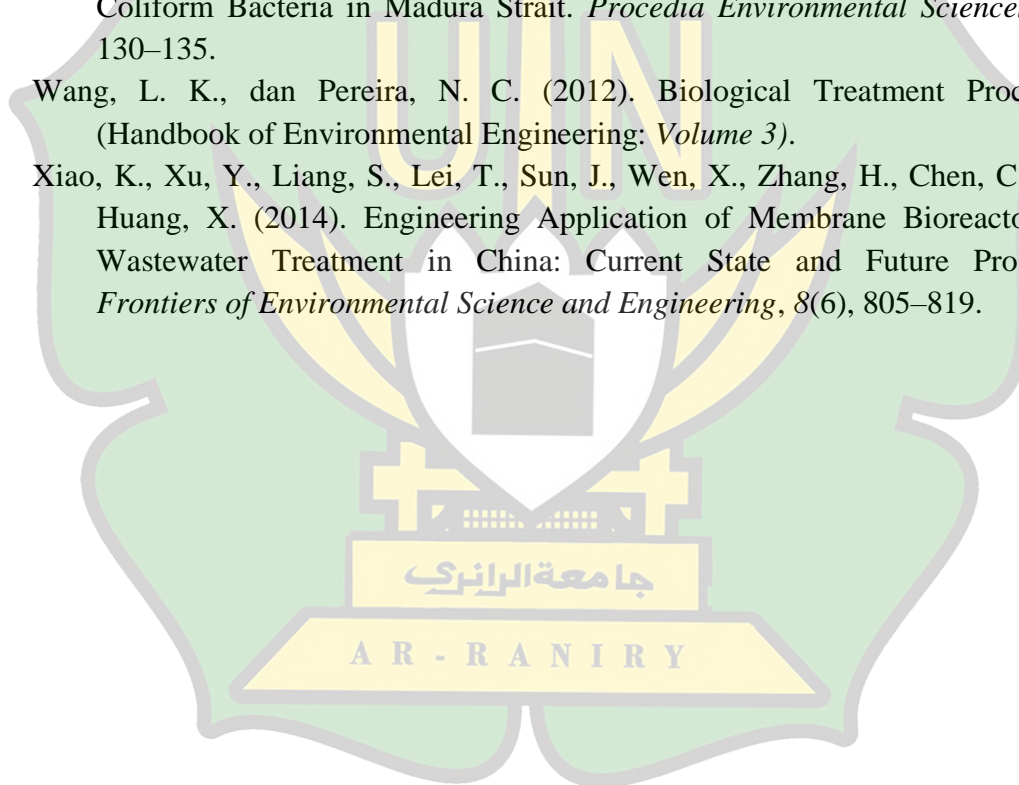 Coliform Bacteria in Madura Strait. Procedia Environmental Science
130–135.
Wang, L. K., dan Pereira, N. C. (2012). Biological Treatment Proc
(Handbook of Environmental Engineering: Volume 3).
Xiao, K., Xu, Y., Liang, S., Lei, T., Sun, J., Wen, X., Zhang, H., Chen, C
Huang, X. (2014). Engineering Application of Membrane Bioreacto
Wastewater Treatment in China: Current State and Future Pro
Frontiers of Environmental Science and Engineering, 8(6), 805–819.
UIN
جامعةالرانري
AR-RANIRY